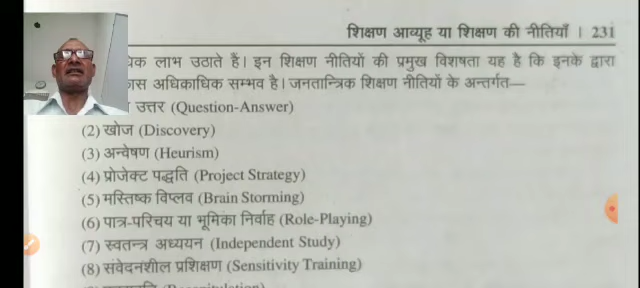 शिक्षण आव्यूह या शिक्षण की नीतियाँ । 231
लाभ उठाते हैं। इन शिक्षण नीतियों की प्रमुख विशषता यह है कि इनके द्वारा
अधिकाधिक सम्भव है। जनतान्त्रिक शिक्षण नीतियों के अन्तर्गत—
उत्तर (Question-Answer)
(2) खोज (Discovery)
(3) अन्वेषण (Heurism)
(4) प्रोजेक्ट पद्धति (Project Strategy)
(5) मस्तिष्क विप्लव (Brain Storming)
(6) पात्र-परिचय या भूमिका निर्वाह (Role-Playing)
(7) स्वतन्त्र अध्ययन (Independent Study)
(8) संवेदनशील प्रशिक्षण (Sensitivity Training)